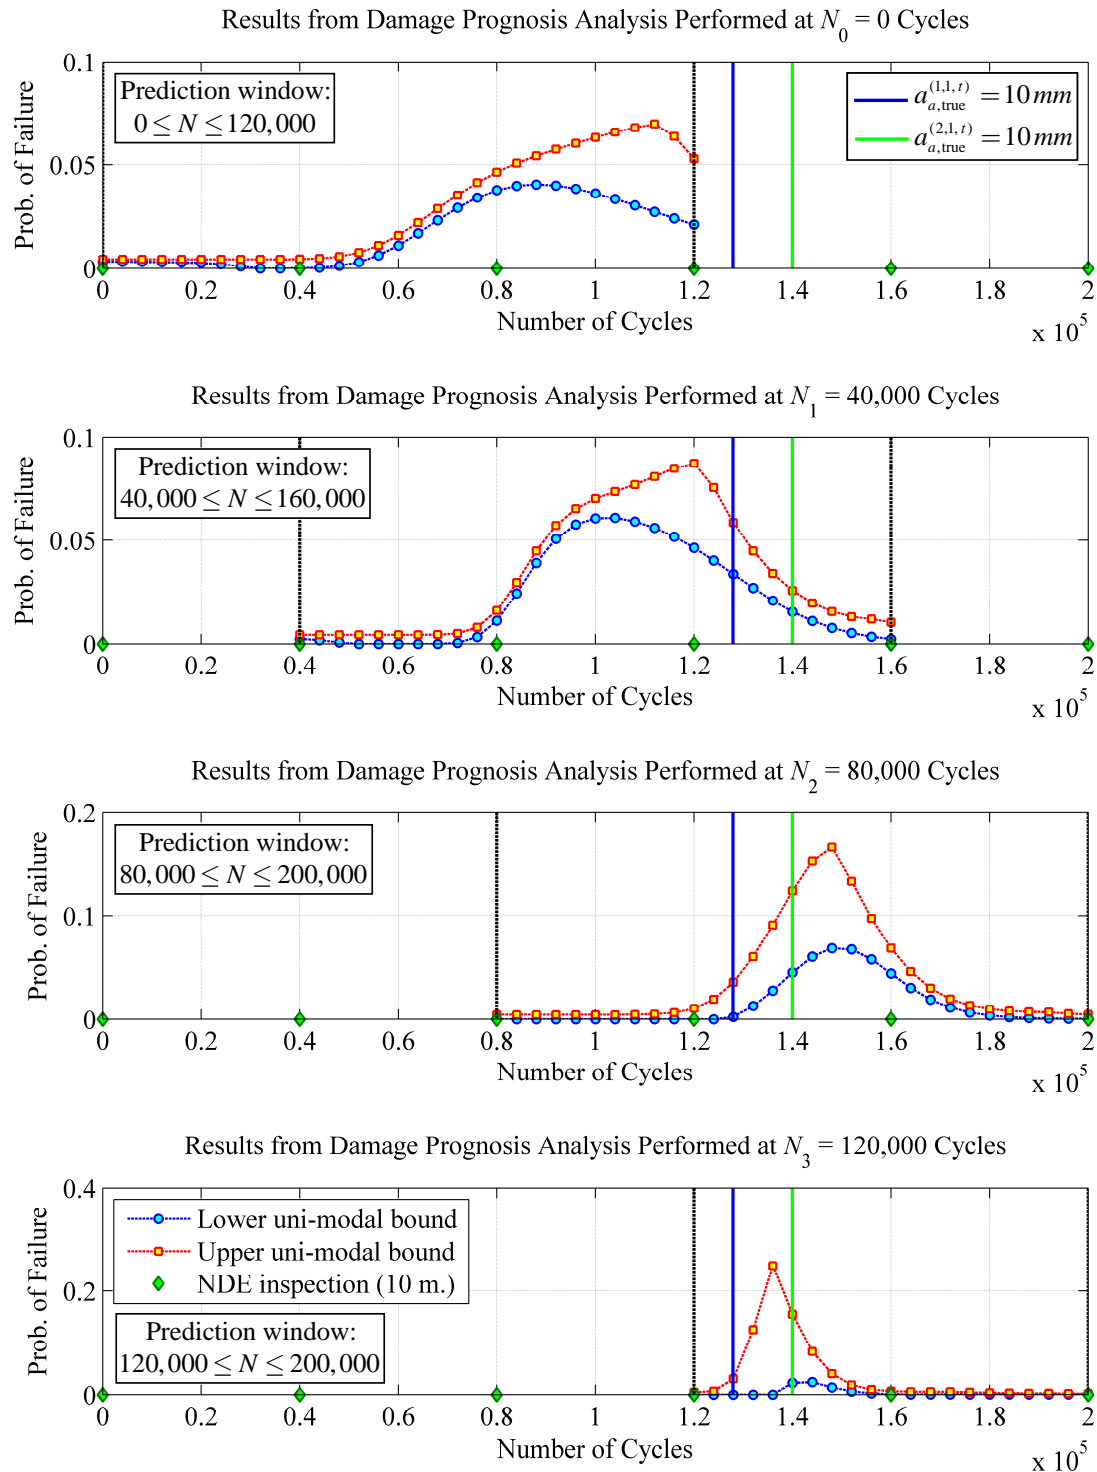 Results from Damage Prognosis Analysis Performed at N₀ = 0 Cycles
0.1
0.05
0
Prob. of Failure
Prediction window:
0 ≤ N ≤ 120,000
a_{a,true}^{(1,1,t)} = 10 mm
a_{a,true}^{(2,1,t)} = 10 mm
0 0.2 0.4 0.6 0.8 1 1.2 1.4 1.6 1.8 2
Number of Cycles
x 10⁵
Results from Damage Prognosis Analysis Performed at N₁ = 40,000 Cycles
0.1
0.05
0
Prob. of Failure
Prediction window:
40,000 ≤ N ≤ 160,000
0 0.2 0.4 0.6 0.8 1 1.2 1.4 1.6 1.8 2
Number of Cycles
x 10⁵
Results from Damage Prognosis Analysis Performed at N₂ = 80,000 Cycles
0.2
0.1
0
Prob. of Failure
Prediction window:
80,000 ≤ N ≤ 200,000
0 0.2 0.4 0.6 0.8 1 1.2 1.4 1.6 1.8 2
Number of Cycles
x 10⁵
Results from Damage Prognosis Analysis Performed at N₃ = 120,000 Cycles
0.4
0.2
0
Prob. of Failure
Lower uni-modal bound
Upper uni-modal bound
NDE inspection (10 m.)
Prediction window:
120,000 ≤ N ≤ 200,000
0 0.2 0.4 0.6 0.8 1 1.2 1.4 1.6 1.8 2
Number of Cycles
x 10⁵